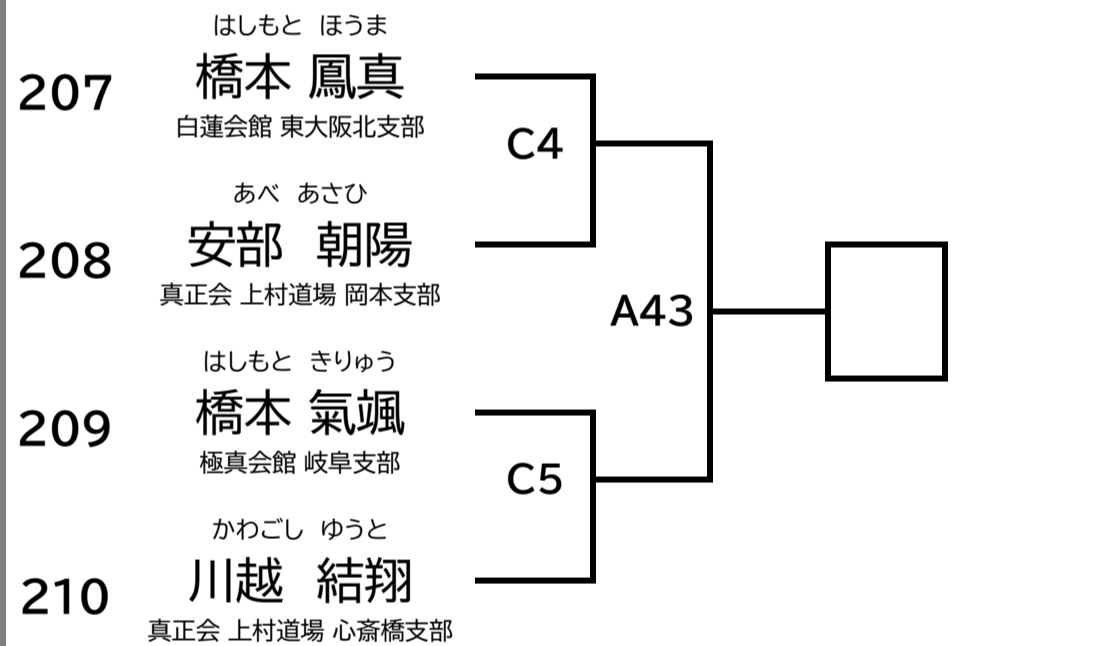 はしもと ほうま
207 橋本 鳳真
白蓮会館 東大阪北支部
C4
あべ あさひ
208 安部 朝陽
真正会 上村道場 岡本支部
A43
はしもと きりゅう
209 橋本 氣颯
極真会館 岐阜支部
C5
かわごし ゆうと
210 川越 結翔
真正会 上村道場 心斎橋支部